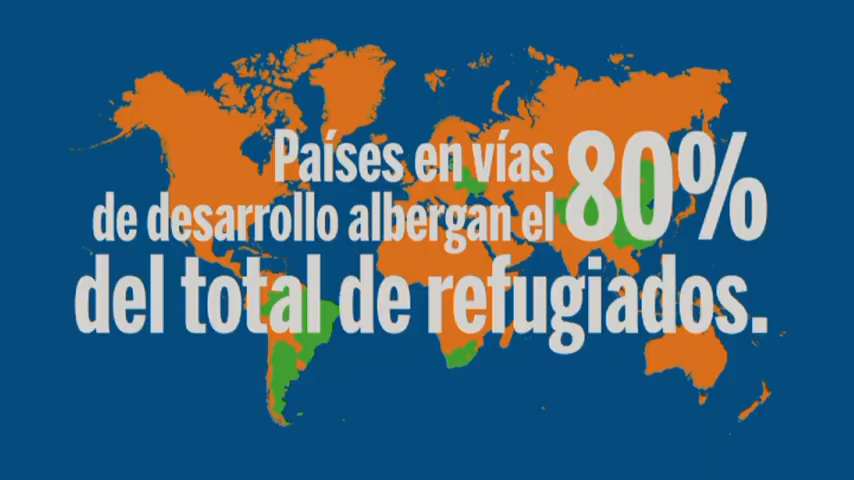 Países en vías
de desarrollo albergan el 80%
del total de refugiados.